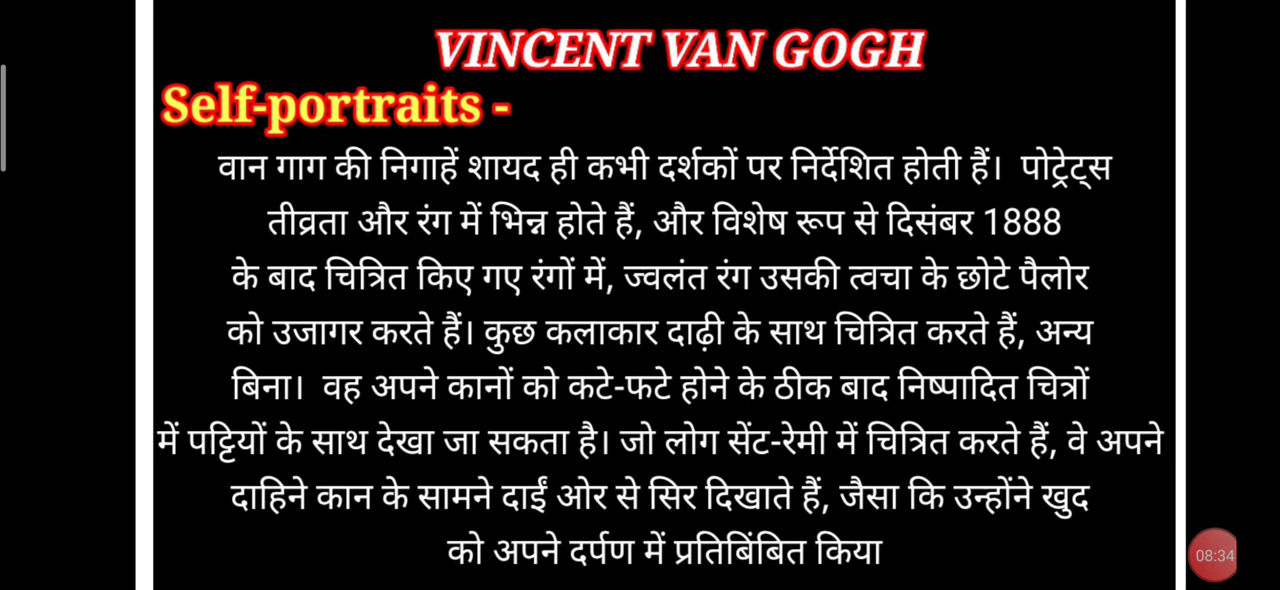 VINCENT VAN GOGH
Self-portraits -
वान गाग की निगाहें शायद ही कभी दर्शकों पर निर्देशित होती हैं। पोट्रेट्स
तीव्रता और रंग में भिन्न होते हैं, और विशेष रूप से दिसंबर 1888
के बाद चित्रित किए गए रंगों में, ज्वलंत रंग उसकी त्वचा के छोटे पैलोर
को उजागर करते हैं। कुछ कलाकार दाढ़ी के साथ चित्रित करते हैं, अन्य
बिना। वह अपने कानों को कटे-फटे होने के ठीक बाद निष्पादित चित्रों
में पट्टियों के साथ देखा जा सकता है। जो लोग सेंट-रेमी में चित्रित करते हैं, वे अपने
दाहिने कान के सामने दाईं ओर से सिर दिखाते हैं, जैसा कि उन्होंने खुद
को अपने दर्पण में प्रतिबिंबित किया
08:34